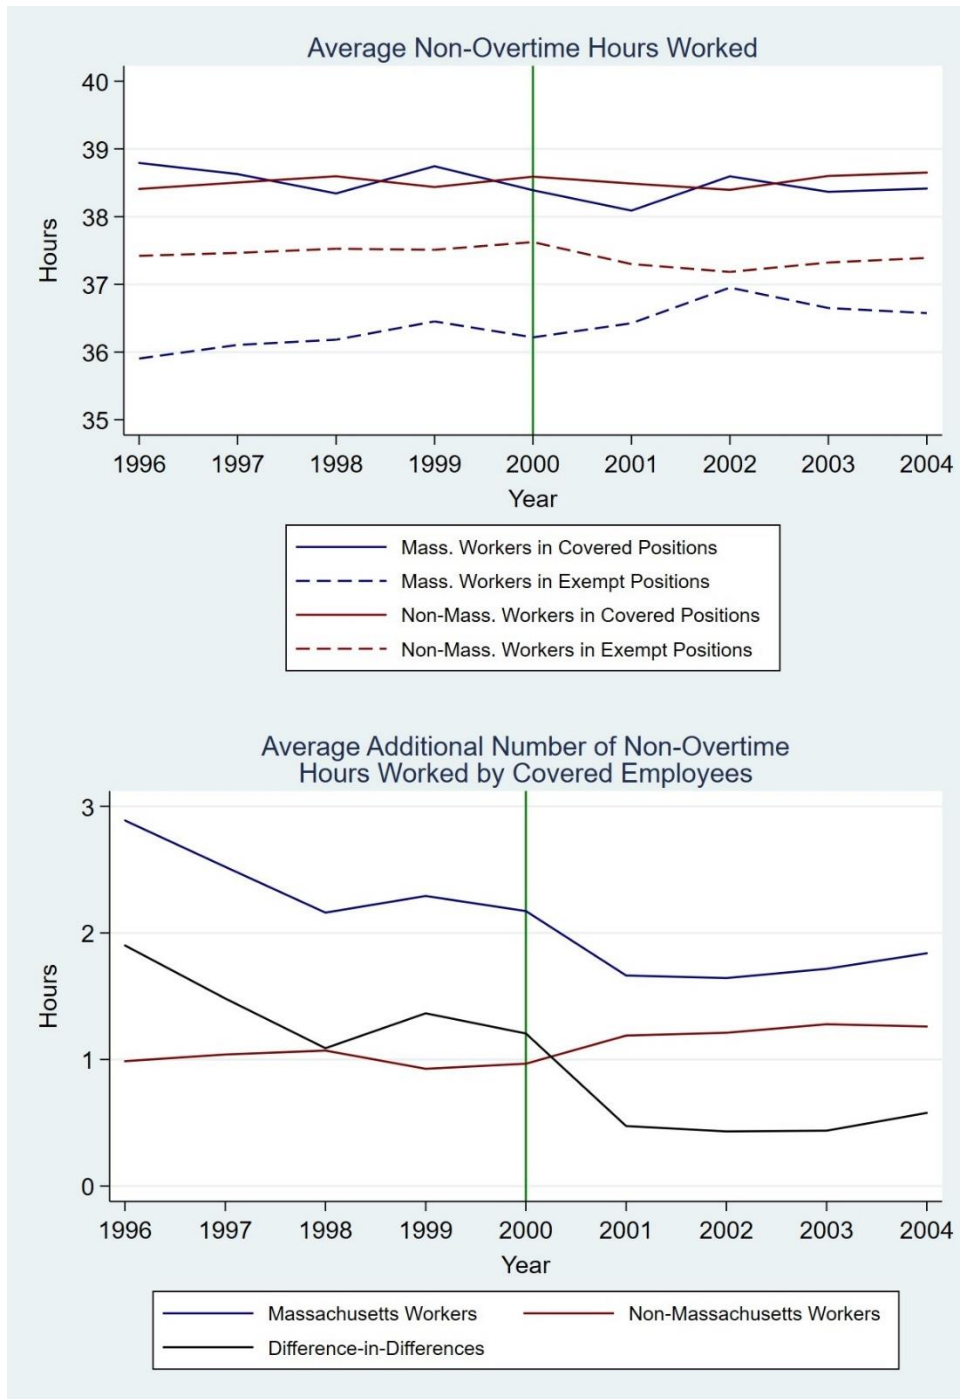 Average Non-Overtime Hours Worked
40
39
38
37
36
35
Hours
1996 1997 1998 1999 2000 2001 2002 2003 2004
Year
Mass. Workers in Covered Positions
Mass. Workers in Exempt Positions
Non-Mass. Workers in Covered Positions
Non-Mass. Workers in Exempt Positions
Average Additional Number of Non-Overtime
Hours Worked by Covered Employees
3
2
1
0
Hours
1996 1997 1998 1999 2000 2001 2002 2003 2004
Year
Massachusetts Workers Non-Massachusetts Workers
Difference-in-Differences